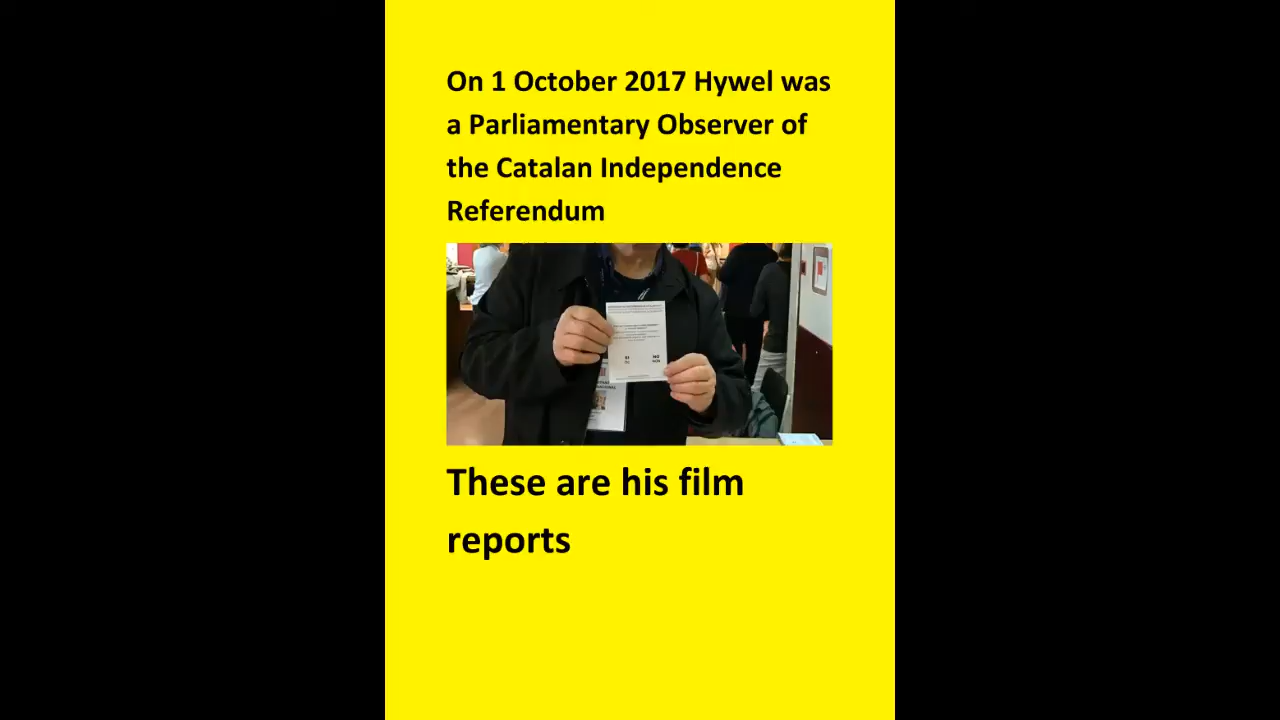 On 1 October 2017 Hywel was
a Parliamentary Observer of
the Catalan Independence
Referendum
These are his film
reports